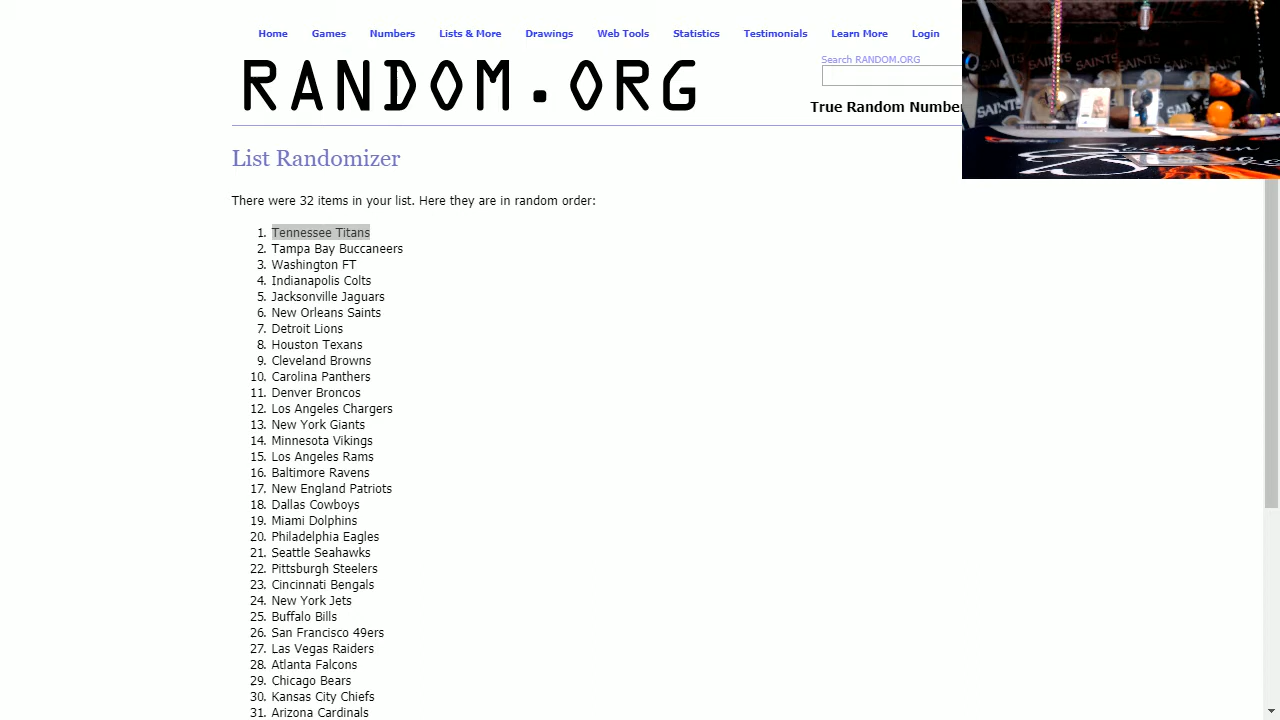 Home Games Numbers Lists & More Drawings Web Tools Statistics Testimonials Learn More Login
RANDOM.ORG
Search RANDOM.ORG
True Random Number
List Randomizer
There were 32 items in your list. Here they are in random order:
1. Tennessee Titans
2. Tampa Bay Buccaneers
3. Washington FT
4. Indianapolis Colts
5. Jacksonville Jaguars
6. New Orleans Saints
7. Detroit Lions
8. Houston Texans
9. Cleveland Browns
10. Carolina Panthers
11. Denver Broncos
12. Los Angeles Chargers
13. New York Giants
14. Minnesota Vikings
15. Los Angeles Rams
16. Baltimore Ravens
17. New England Patriots
18. Dallas Cowboys
19. Miami Dolphins
20. Philadelphia Eagles
21. Seattle Seahawks
22. Pittsburgh Steelers
23. Cincinnati Bengals
24. New York Jets
25. Buffalo Bills
26. San Francisco 49ers
27. Las Vegas Raiders
28. Atlanta Falcons
29. Chicago Bears
30. Kansas City Chiefs
31. Arizona Cardinals
SAINTS
SAINTS
Southern